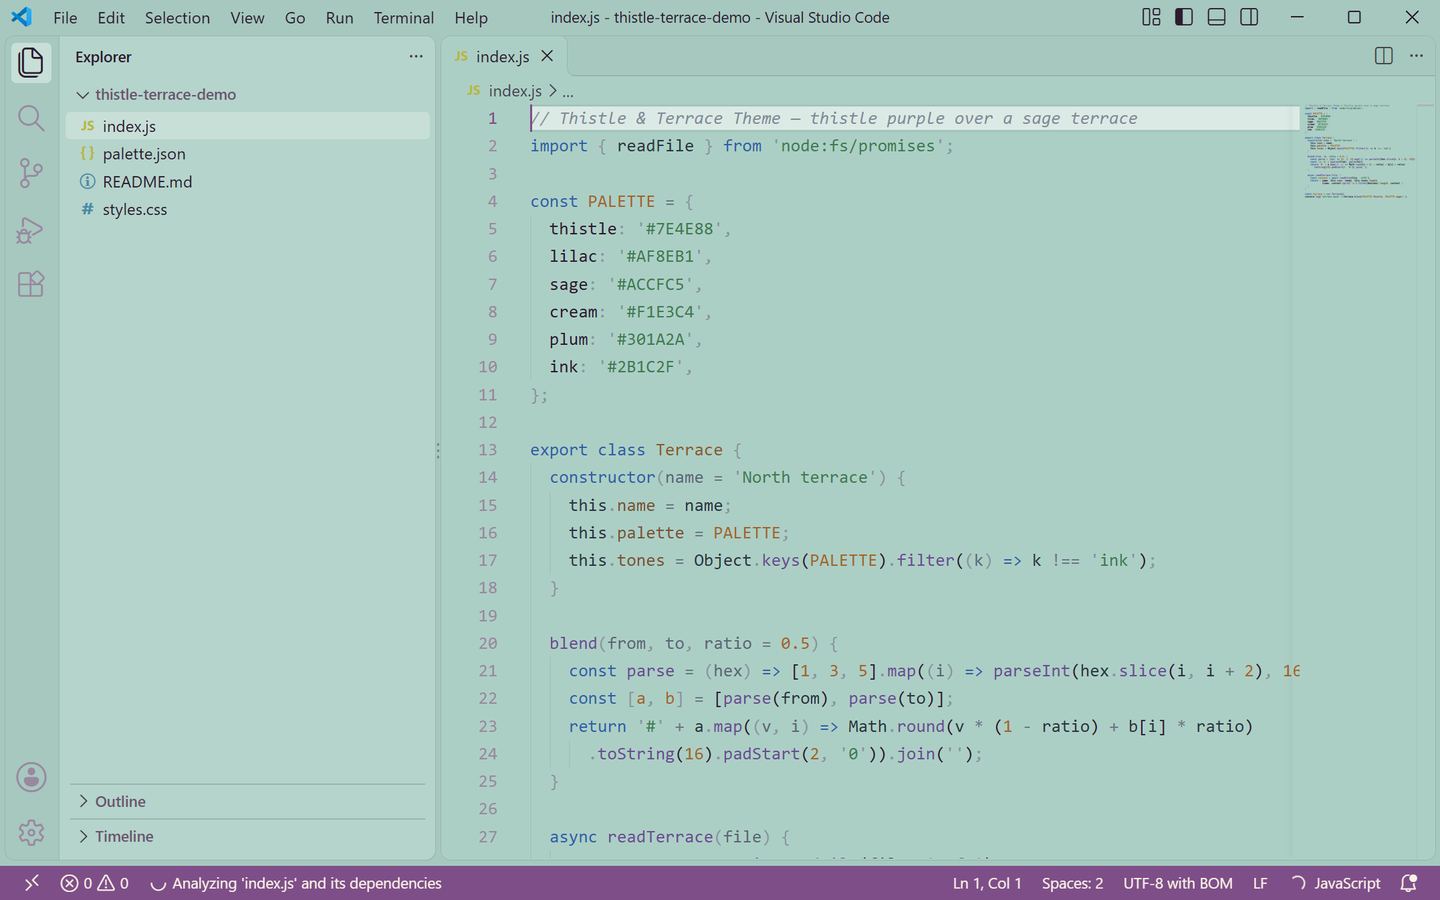 File Edit Selection View Go Run Terminal Help
index.js - thistle-terrace-demo - Visual Studio Code
Explorer
thistle-terrace-demo
JS index.js
{} palette.json
README.md
# styles.css
Outline
Timeline
JS index.js
JS index.js > ...
1 // Thistle & Terrace Theme — thistle purple over a sage terrace
2 import { readFile } from 'node:fs/promises';
3
4 const PALETTE = {
5 thistle: '#7E4E88',
6 lilac: '#AF8EB1',
7 sage: '#ACCFC5',
8 cream: '#F1E3C4',
9 plum: '#301A2A',
10 ink: '#2B1C2F',
11 };
12
13 export class Terrace {
14 constructor(name = 'North terrace') {
15 this.name = name;
16 this.palette = PALETTE;
17 this.tones = Object.keys(PALETTE).filter((k) => k !== 'ink');
18 }
19
20 blend(from, to, ratio = 0.5) {
21 const parse = (hex) => [1, 3, 5].map((i) => parseInt(hex.slice(i, i + 2), 16
22 const [a, b] = [parse(from), parse(to)];
23 return '#' + a.map((v, i) => Math.round(v * (1 - ratio) + b[i] * ratio)
24 .toString(16).padStart(2, '0')).join('');
25 }
26
27 async readTerrace(file) {
0 0 Analyzing 'index.js' and its dependencies
Ln 1, Col 1 Spaces: 2 UTF-8 with BOM LF JavaScript